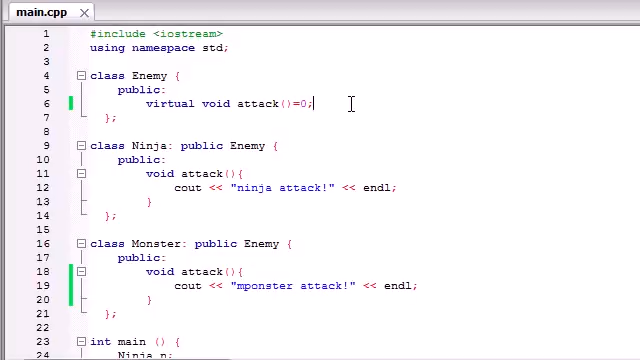 main.cpp ×
1 #include <iostream>
2 using namespace std;
3
4 class Enemy {
5 public:
6 virtual void attack()=0;
7 };
8
9 class Ninja: public Enemy {
10 public:
11 void attack(){
12 cout << "ninja attack!" << endl;
13 }
14 };
15
16 class Monster: public Enemy {
17 public:
18 void attack(){
19 cout << "mponster attack!" << endl;
20 }
21 };
22
23 int main () {
24 Ninja n;